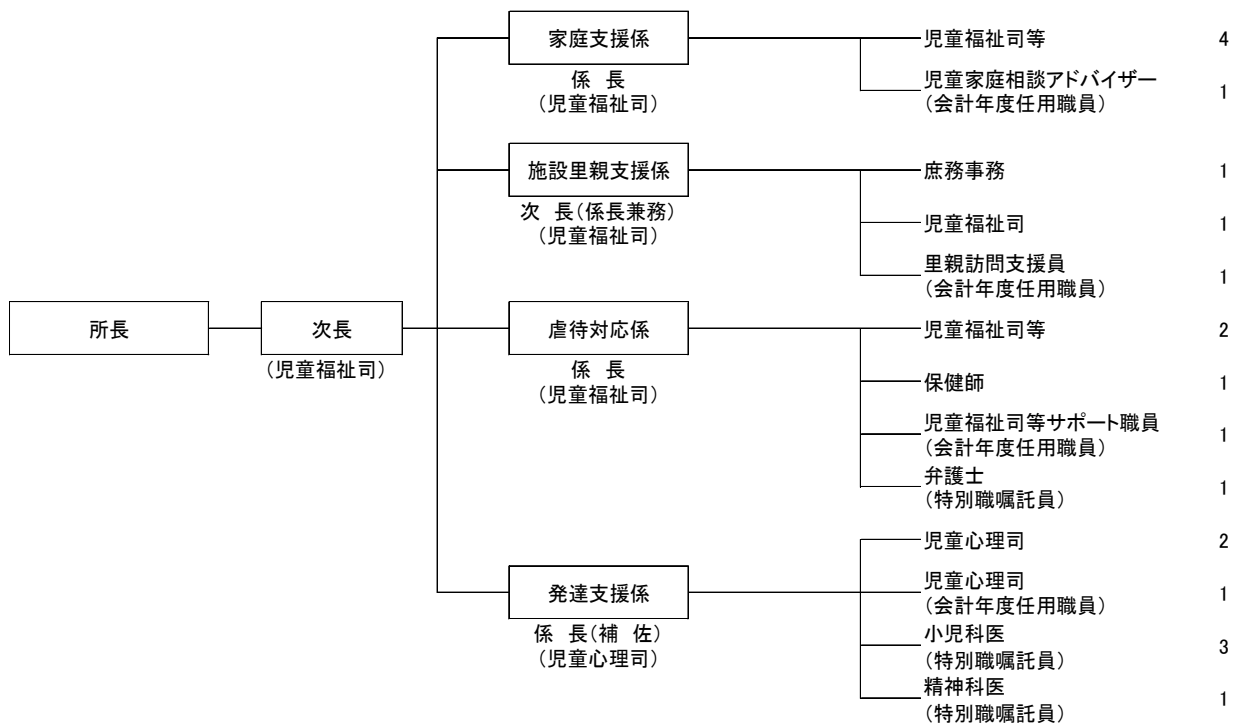 家庭支援係
係 長
(児童福祉司)
児童福祉司等 4
児童家庭相談アドバイザー
(会計年度任用職員) 1
施設里親支援係
次 長(係長兼務)
(児童福祉司)
庶務事務 1
児童福祉司 1
里親訪問支援員
(会計年度任用職員) 1
所長
次長
(児童福祉司)
虐待対応係
係 長
(児童福祉司)
児童福祉司等 2
保健師 1
児童福祉司等サポート職員
(会計年度任用職員) 1
弁護士
(特別職嘱託員) 1
発達支援係
係 長(補 佐)
(児童心理司)
児童心理司 2
児童心理司
(会計年度任用職員) 1
小児科医
(特別職嘱託員) 3
精神科医
(特別職嘱託員) 1